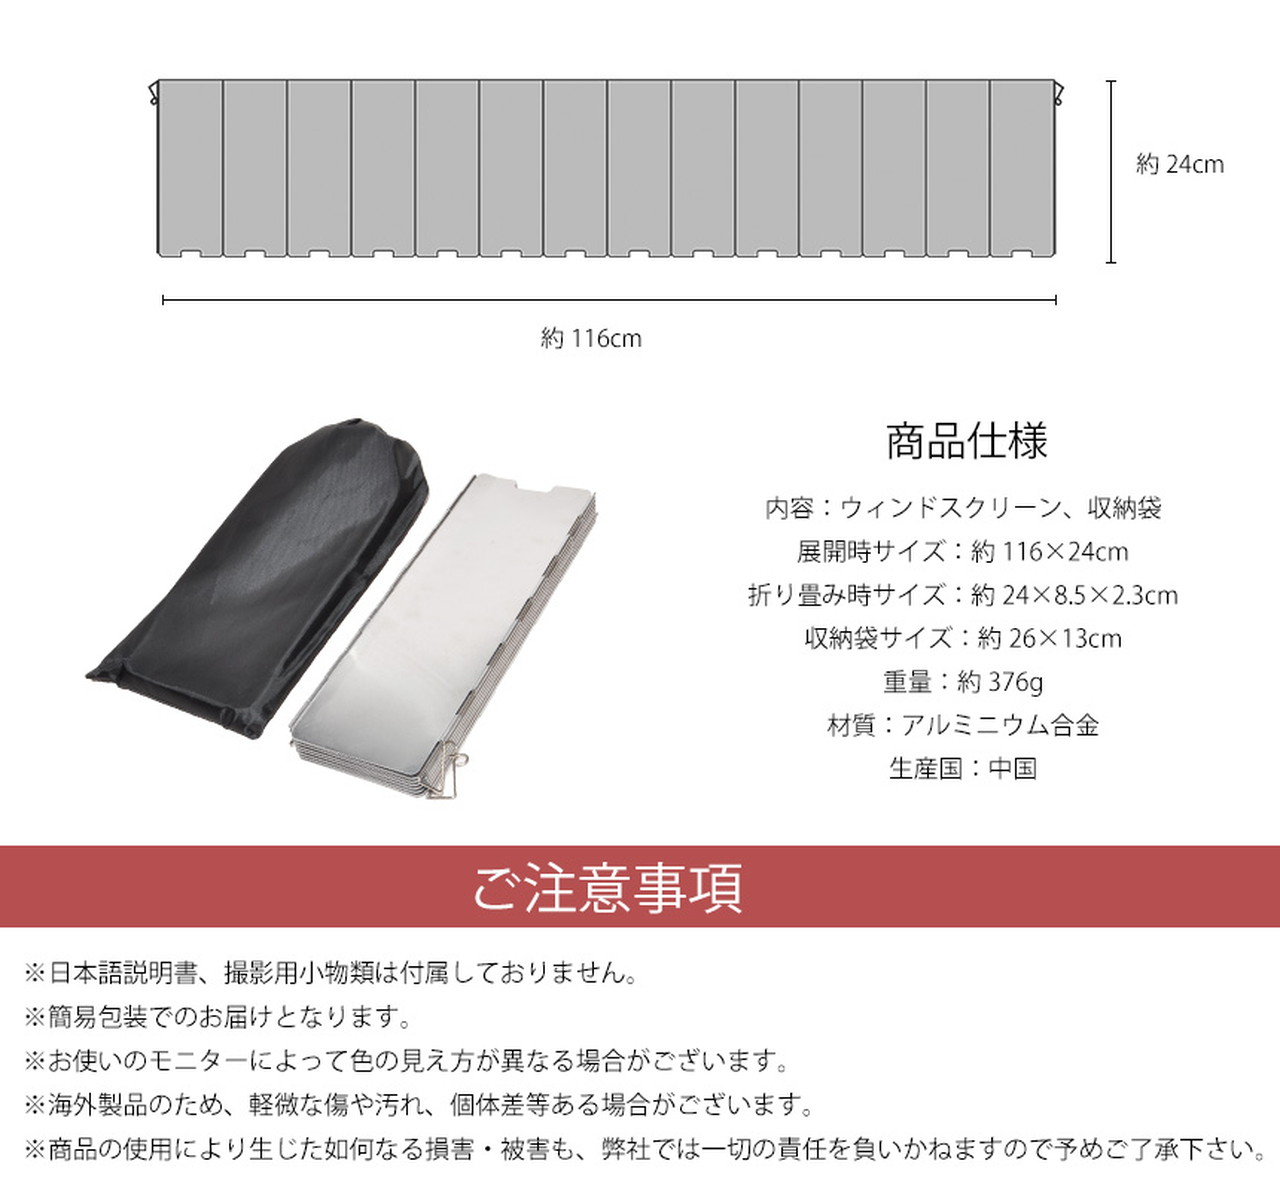 約 24cm
約 116cm
商品仕様
内容：ウィンドスクリーン、収納袋
展開時サイズ：約 116×24cm
折り畳み時サイズ：約 24×8.5×2.3cm
収納袋サイズ：約 26×13cm
重量：約 376g
材質：アルミニウム合金
生産国：中国
ご注意事項
※日本語説明書、撮影用小物類は付属しておりません。
※簡易包装でのお届けとなります。
※お使いのモニターによって色の見え方が異なる場合がございます。
※海外製品のため、軽微な傷や汚れ、個体差等ある場合がございます。
※商品の使用により生じた如何なる損害・被害も、弊社では一切の責任を負いかねますので予めご了承下さい。